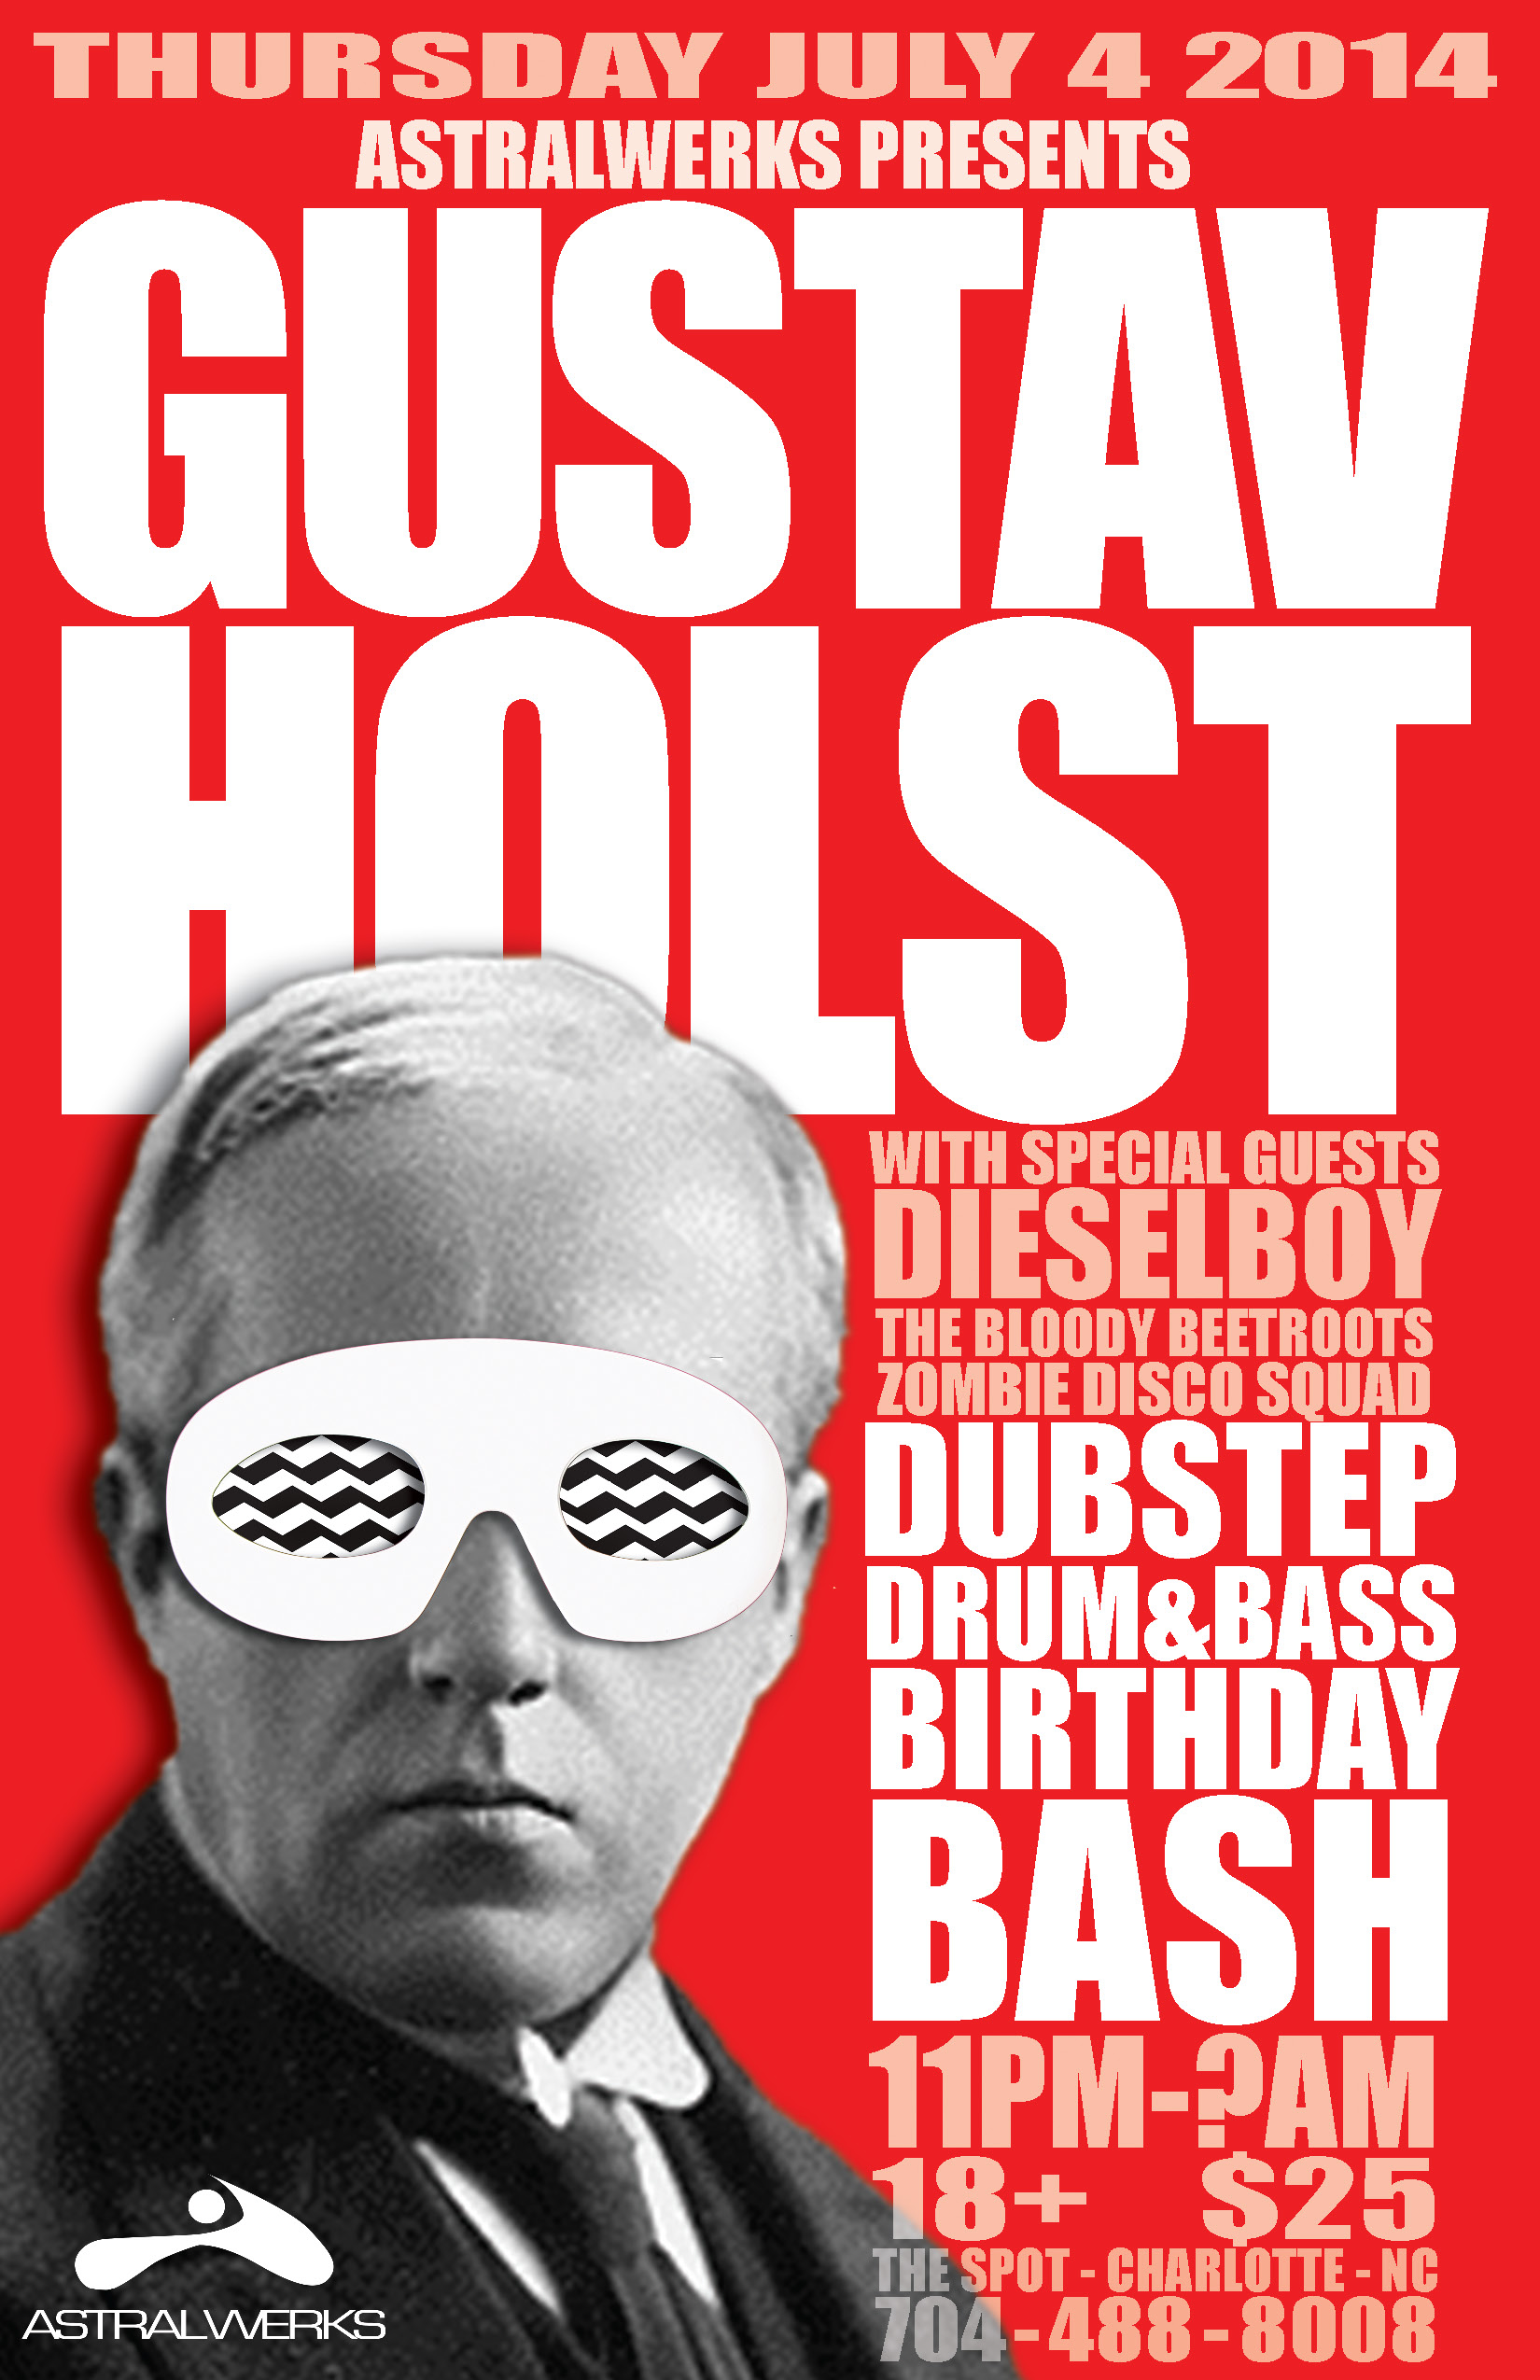 THURSDAY JULY 4 2014
ASTRALWERKS PRESENTS
GUSTAV
HOLST
WITH SPECIAL GUESTS
DIESELBOY
THE BLOODY BEETROOTS
ZOMBIE DISCO SQUAD
DUBSTEP
DRUM&BASS
BIRTHDAY
BASH
11PM-?AM
18+ $25
THE SPOT - CHARLOTTE - NC
704-488-8008
ASTRALWERKS